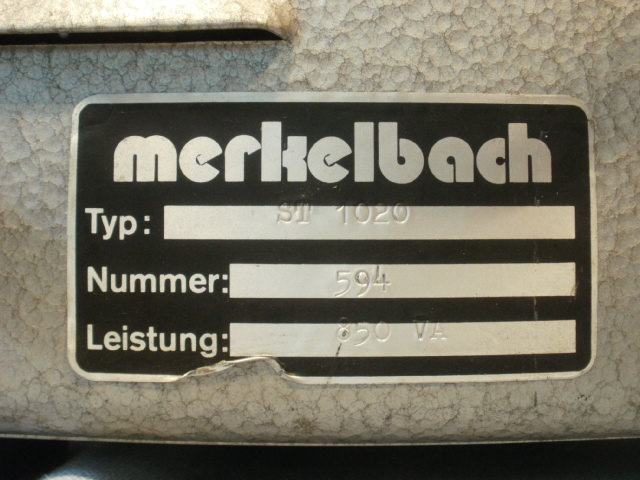 merkelbach
Typ: ST 1020
Nummer: 594
Leistung: 850 VA